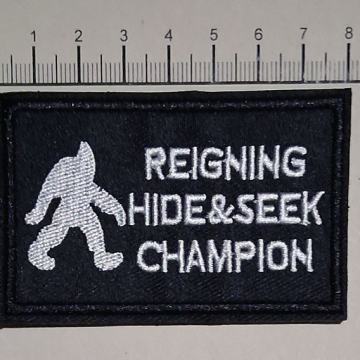 1 2 3 4 5 6 7 8
REIGNING
HIDE&SEEK
CHAMPION